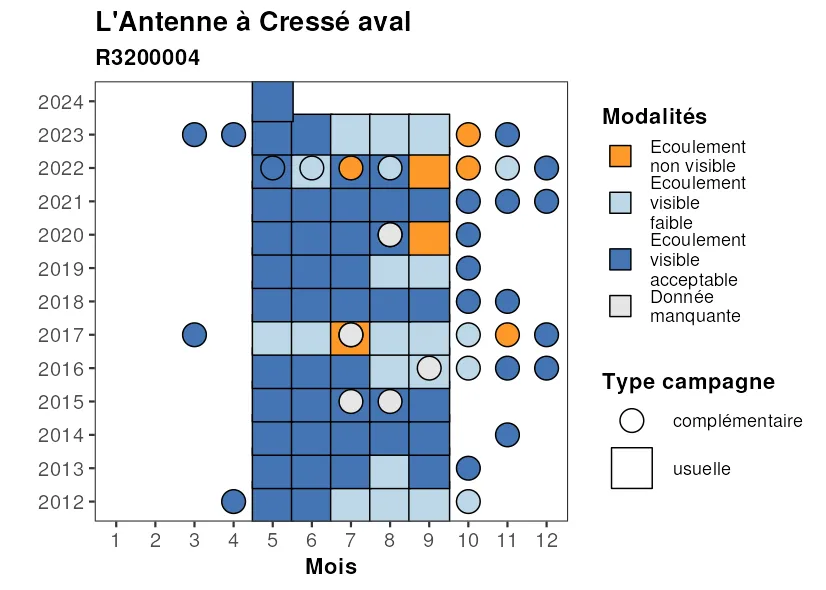 L'Antenne à Cressé aval
R3200004
2024
2023
2022
2021
2020
2019
2018
2017
2016
2015
2014
2013
2012
1 2 3 4 5 6 7 8 9 10 11 12
Mois
Modalités
Ecoulement
non visible
Ecoulement
visible
faible
Ecoulement
visible
acceptable
Donnée
manquante
Type campagne
complémentaire
usuelle